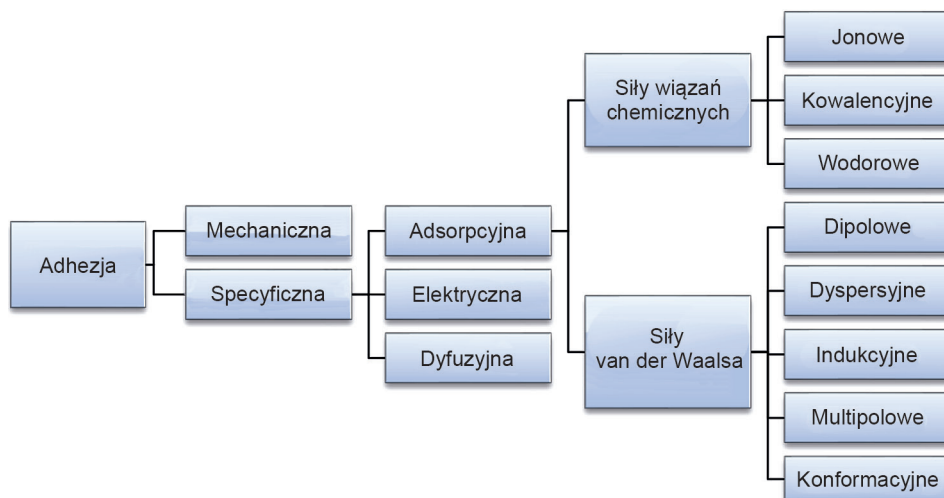 Adhezja
Mechaniczna
Specyficzna
Adsorpcyjna
Elektryczna
Dyfuzyjna
Siły wiązań
chemicznych
Siły
van der Waalsa
Jonowe
Kowalencyjne
Wodorowe
Dipolowe
Dyspersyjne
Indukcyjne
Multipolowe
Konformacyjne